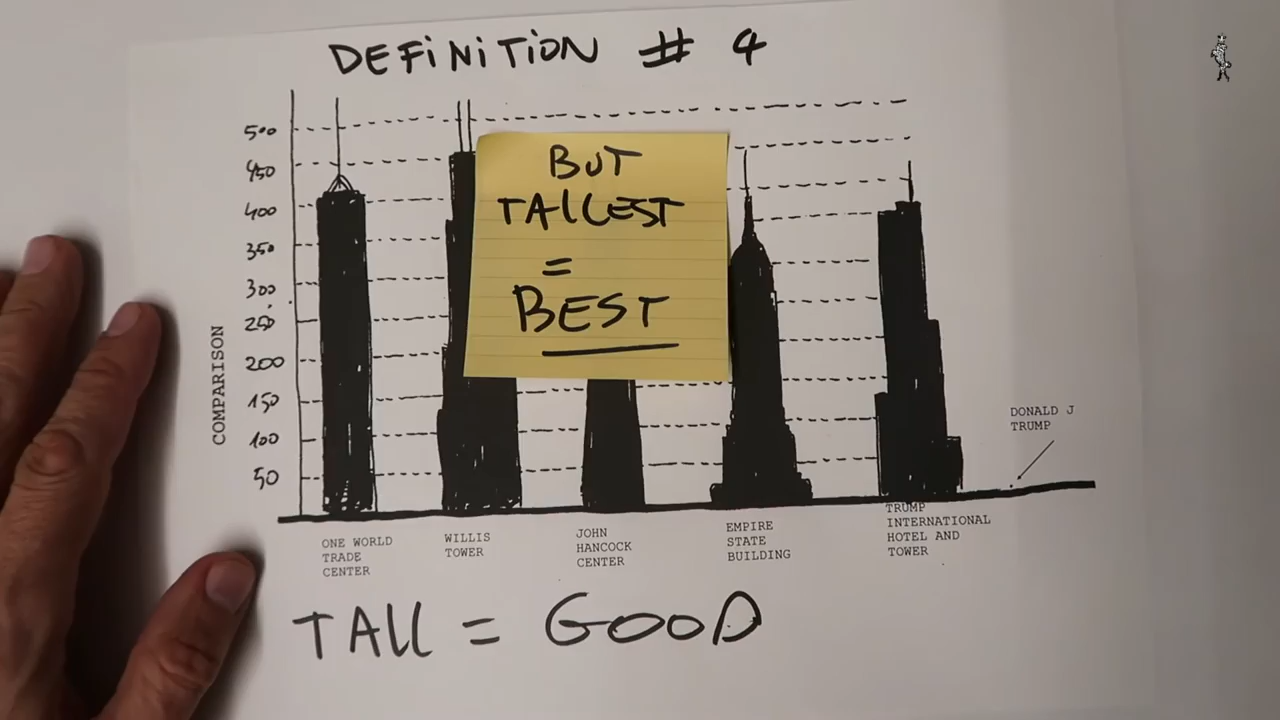 DEFiNiTiON # 4
500
450
400
350
300
250
200
150
100
50
COMPARISON
BUT
TALLEST
=
BEST
DONALD J
TRUMP
ONE WORLD
TRADE
CENTER
WILLIS
TOWER
JOHN
HANCOCK
CENTER
EMPIRE
STATE
BUILDING
TRUMP
INTERNATIONAL
HOTEL AND
TOWER
TALL = GOOD